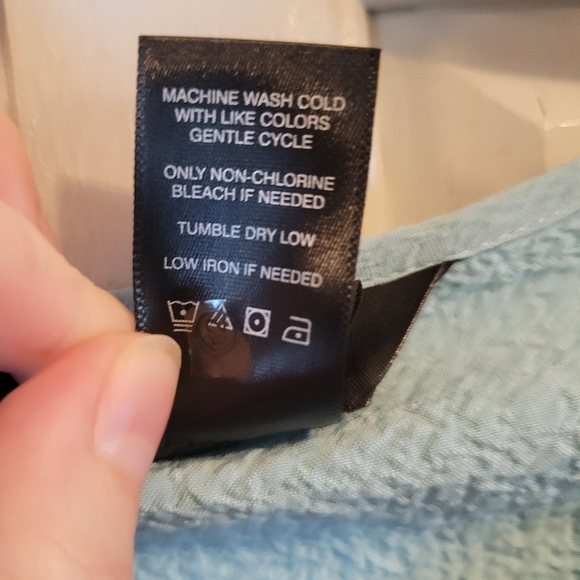 MACHINE WASH COLD
WITH LIKE COLORS
GENTLE CYCLE
ONLY NON-CHLORINE
BLEACH IF NEEDED
TUMBLE DRY LOW
LOW IRON IF NEEDED